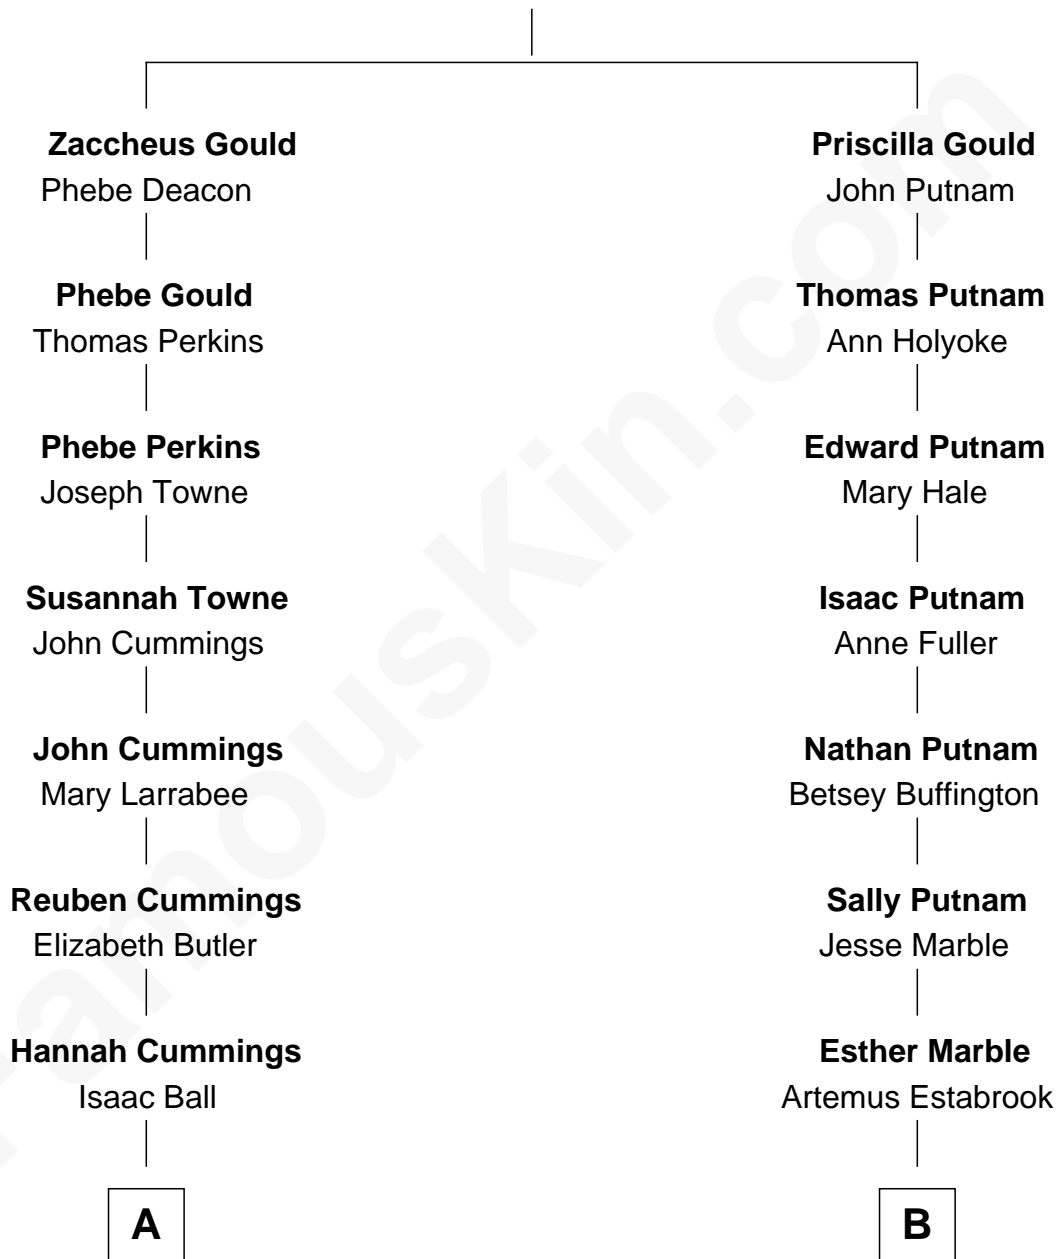 Zaccheus Gould
Phebe Deacon
Phebe Gould
Thomas Perkins
Phebe Perkins
Joseph Towne
Susannah Towne
John Cummings
John Cummings
Mary Larrabee
Reuben Cummings
Elizabeth Butler
Hannah Cummings
Isaac Ball
A
Priscilla Gould
John Putnam
Thomas Putnam
Ann Holyoke
Edward Putnam
Mary Hale
Isaac Putnam
Anne Fuller
Nathan Putnam
Betsey Buffington
Sally Putnam
Jesse Marble
Esther Marble
Artemus Estabrook
B
FamousKin.com